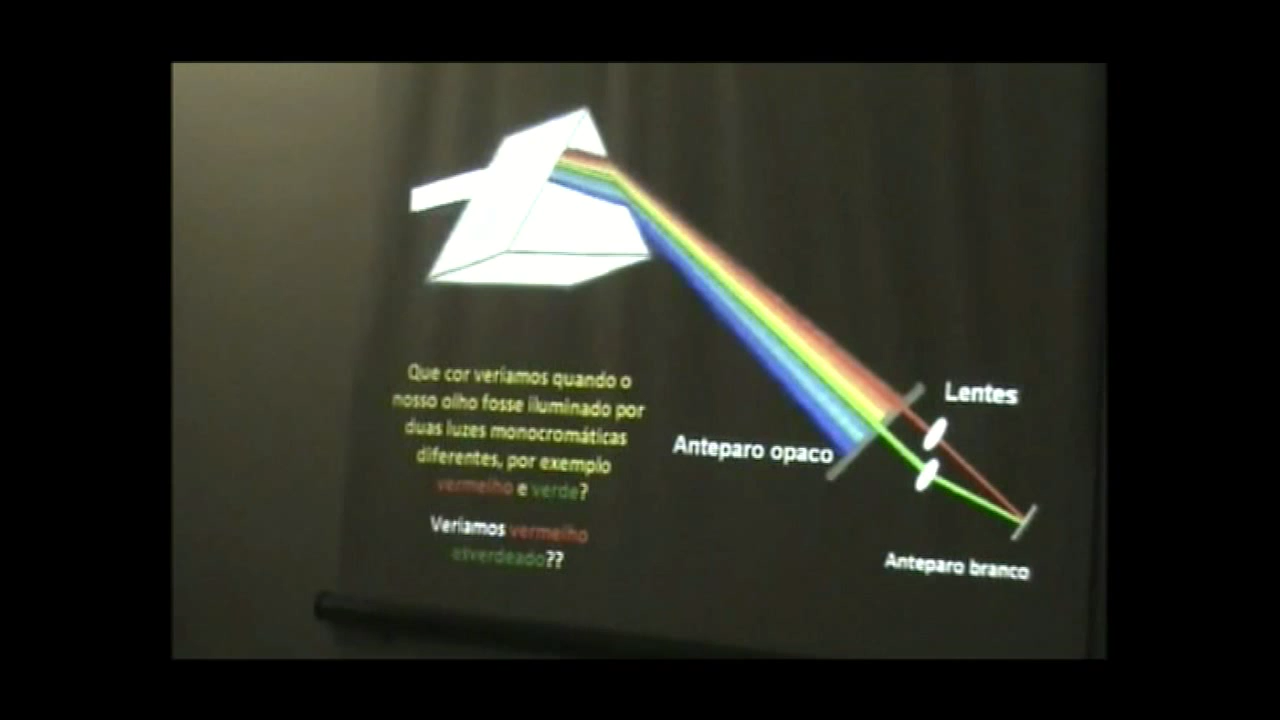 Que cor veríamos quando o
nosso olho fosse iluminado por
duas luzes monocromáticas
diferentes, por exemplo
vermelho e verde?
Veríamos vermelho
esverdeado??
Anteparo opaco
Lentes
Anteparo branco